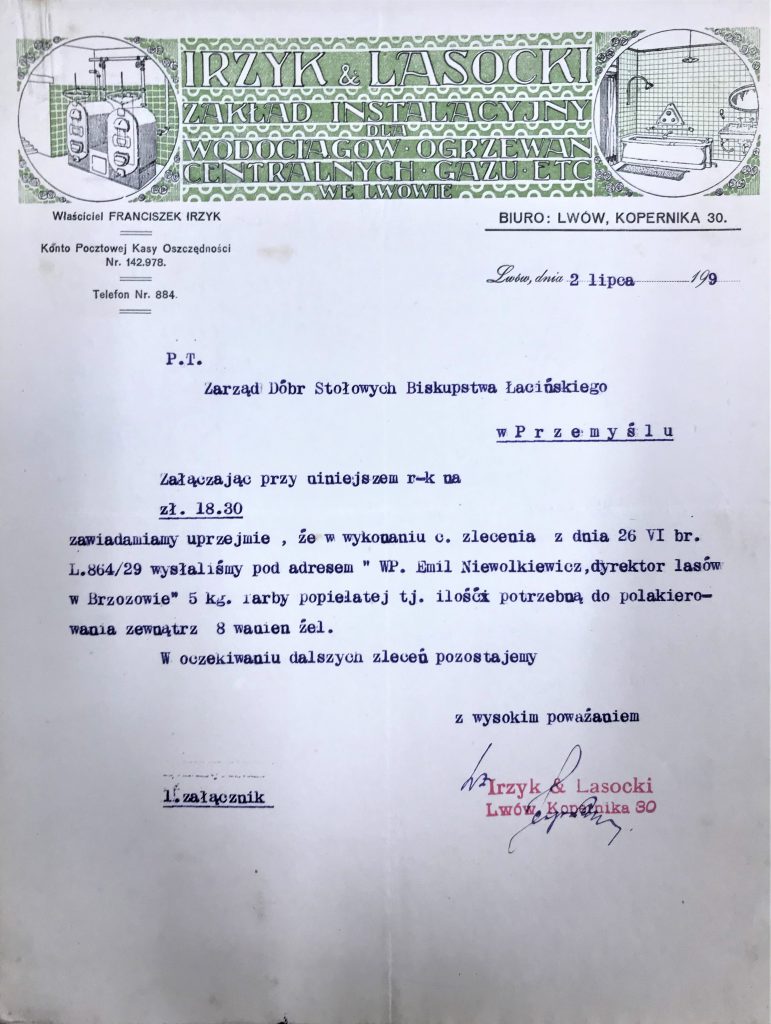 IRZYK & LASOCKI
ZAKŁAD INSTALACYJNY
DLA
WODOCIĄGÓW · OGRZEWAŃ
CENTRALNYCH · GAZU · ETC
WE LWOWIE
Właściciel FRANCISZEK IRZYK
Konto Pocztowej Kasy Oszczędności
Nr. 142.978.
Telefon Nr. 884.
BIURO: LWÓW, KOPERNIKA 30.
Lwów, dnia 2 lipca 199
P.T.
Zarząd Dóbr Stołowych Biskupstwa Łacińskiego
w P r z e m y ś l u
Załączając przy niniejszem r-k na
zł. 18.30
zawiadamiamy uprzejmie , że w wykonaniu c. zlecenia z dnia 26 VI br.
L.864/29 wysłaliśmy pod adresem " WP. Emil Niewolkiewicz,dyrektor lasów
w Brzozowie" 5 kg. farby popielatej tj. ilość potrzebną do polakiero-
wania zewnątrz 8 wanien żel.
W oczekiwaniu dalszych zleceń pozostajemy
z wysokim poważaniem
1.załącznik
Irzyk & Lasocki
Lwów, Kopernika 30